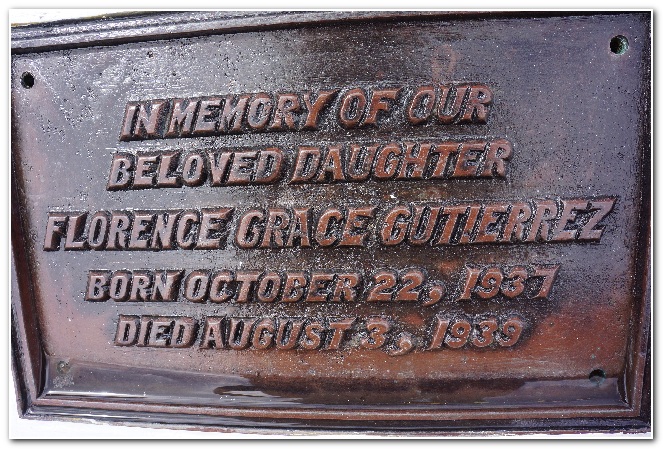 IN MEMORY OF OUR
BELOVED DAUGHTER
FLORENCE GRACE GUTIERREZ
BORN OCTOBER 22, 1937
DIED AUGUST 3, 1939